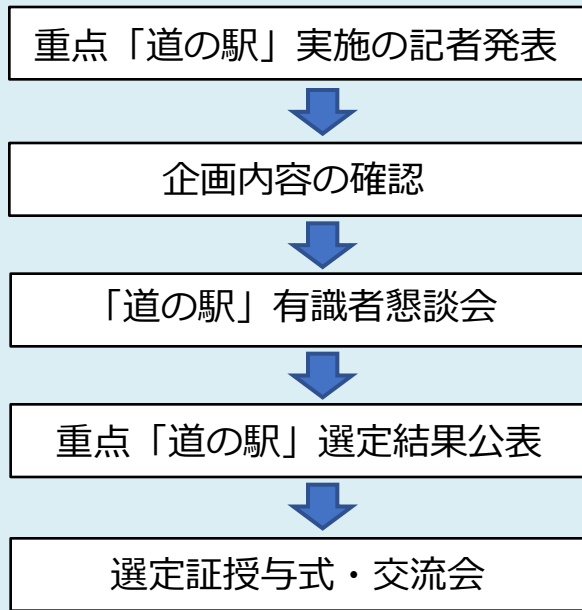 重点「道の駅」実施の記者発表
企画内容の確認
「道の駅」有識者懇談会
重点「道の駅」選定結果公表
選定証授与式・交流会